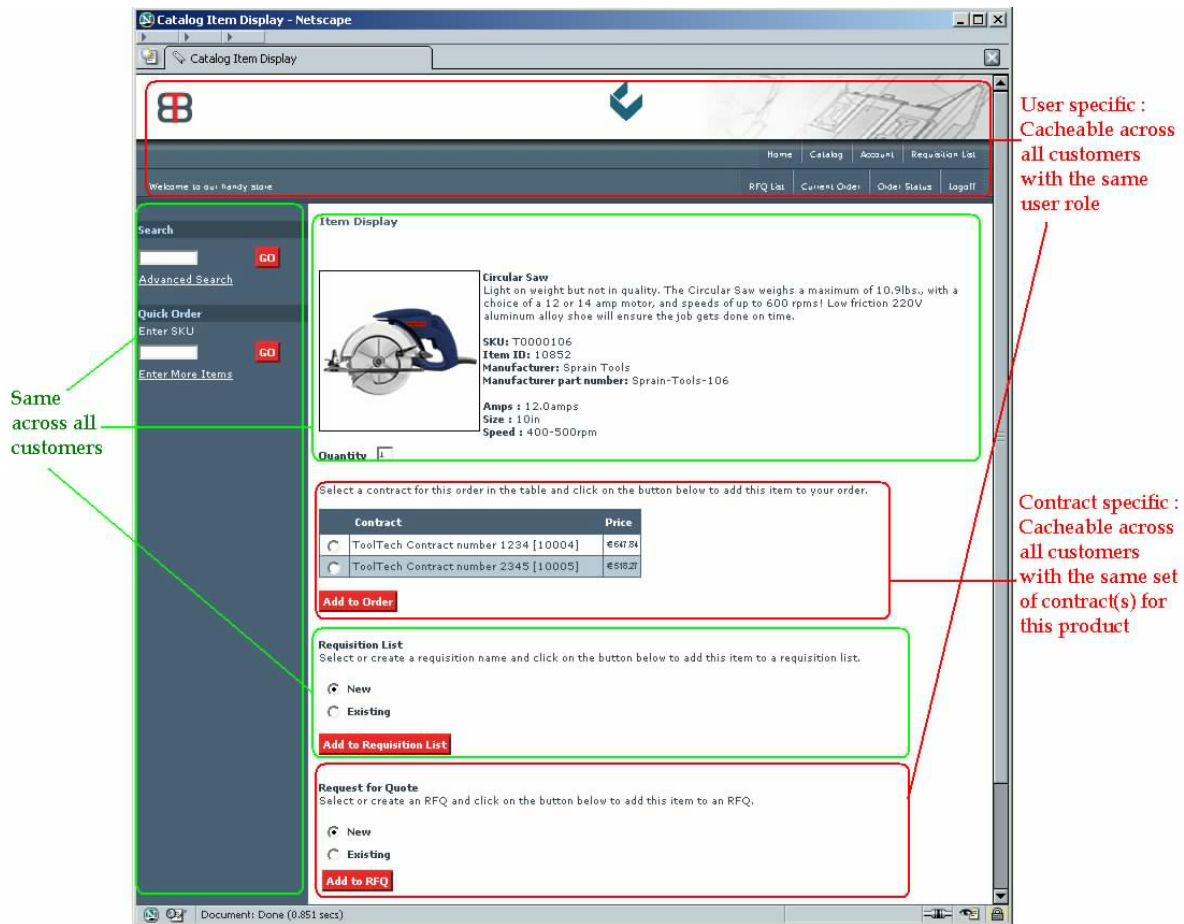 Catalog Item Display - Netscape
Catalog Item Display
Home Catalog Account Requisition List
Welcome to our handy store
RFQ List Current Order Order Status Logoff
Search
GO
Advanced Search
Quick Order
Enter SKU
GO
Enter More Items
Item Display
Circular Saw
Light on weight but not in quality. The Circular Saw weighs a maximum of 10.9lbs., with a
choice of a 12 or 14 amp motor, and speeds of up to 600 rpms! Low friction 220V
aluminum alloy shoe will ensure the job gets done on time.
SKU: T0000106
Item ID: 10852
Manufacturer: Sprain Tools
Manufacturer part number: Sprain-Tools-106
Amps : 12.0amps
Size : 10in
Speed : 400-500rpm
Quantity 1
Select a contract for this order in the table and click on the button below to add this item to your order.
Contract Price
ToolTech Contract number 1234 [10004] €647.84
ToolTech Contract number 2345 [10005] €518.27
Add to Order
Requisition List
Select or create a requisition name and click on the button below to add this item to a requisition list.
New
Existing
Add to Requisition List
Request for Quote
Select or create an RFQ and click on the button below to add this item to an RFQ.
New
Existing
Add to RFQ
Document: Done (0.851 secs)
Same
across all
customers
User specific :
Cacheable across
all customers
with the same
user role
Contract specific :
Cacheable across
all customers
with the same set
of contract(s) for
this product